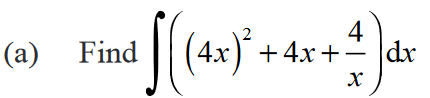 (a) Find ∫((4x)² + 4x + 4/x)dx